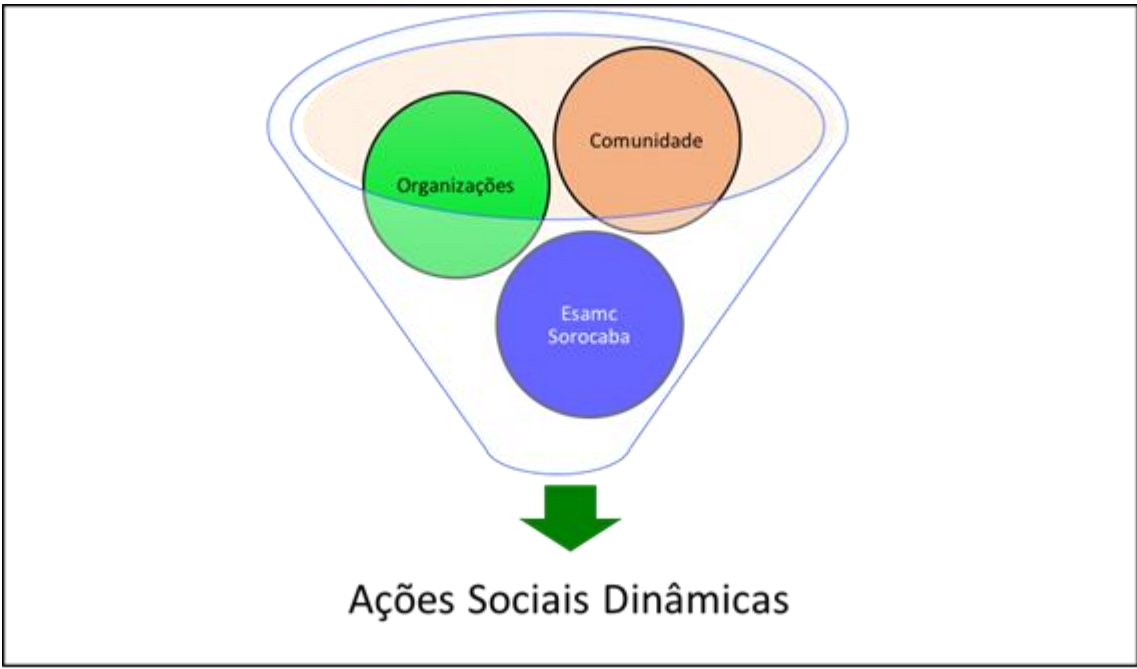 Comunidade
Organizações
Esamc
Sorocaba
Ações Sociais Dinâmicas